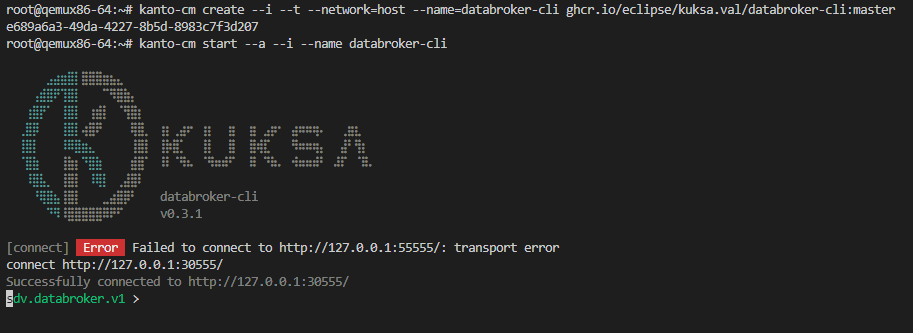 root@qemux86-64:~# kanto-cm create --i --t --network=host --name=databroker-cli ghcr.io/eclipse/kuksa.val/databroker-cli:master
e689a6a3-49da-4227-8b5d-8983c7f3d207
root@qemux86-64:~# kanto-cm start --a --i --name databroker-cli
KUKSA
databroker-cli
v0.3.1
[connect] Error Failed to connect to http://127.0.0.1:55555/: transport error
connect http://127.0.0.1:30555/
Successfully connected to http://127.0.0.1:30555/
sdv.databroker.v1 >